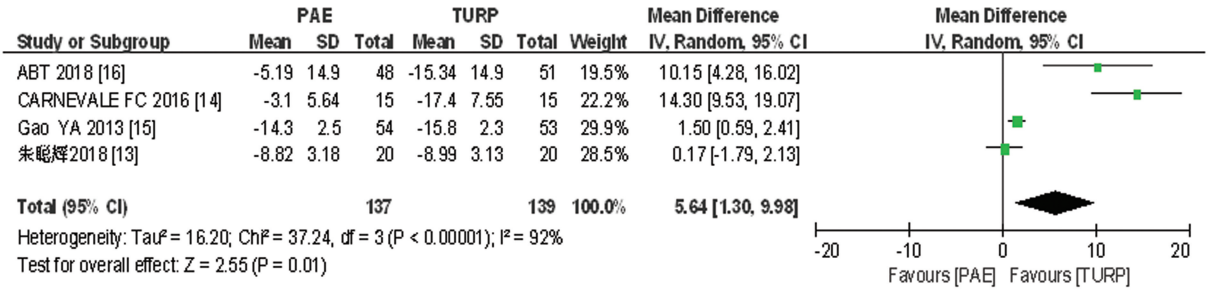 PAE TURP Mean Difference Mean Difference
Study or Subgroup Mean SD Total Mean SD Total Weight IV, Random, 95% CI IV, Random, 95% CI
ABT 2018 [16] -5.19 14.9 48 -15.34 14.9 51 19.5% 10.15 [4.28, 16.02]
CARNEVALE FC 2016 [14] -3.1 5.64 15 -17.4 7.55 15 22.2% 14.30 [9.53, 19.07]
Gao YA 2013 [15] -14.3 2.5 54 -15.8 2.3 53 29.9% 1.50 [0.59, 2.41]
朱聪辉2018 [13] -8.82 3.18 20 -8.99 3.13 20 28.5% 0.17 [-1.79, 2.13]
Total (95% CI) 137 139 100.0% 5.64 [1.30, 9.98]
Heterogeneity: Tau² = 16.20; Chi² = 37.24, df = 3 (P < 0.00001); I² = 92%
Test for overall effect: Z = 2.55 (P = 0.01)
-20 -10 0 10 20
Favours [PAE] Favours [TURP]